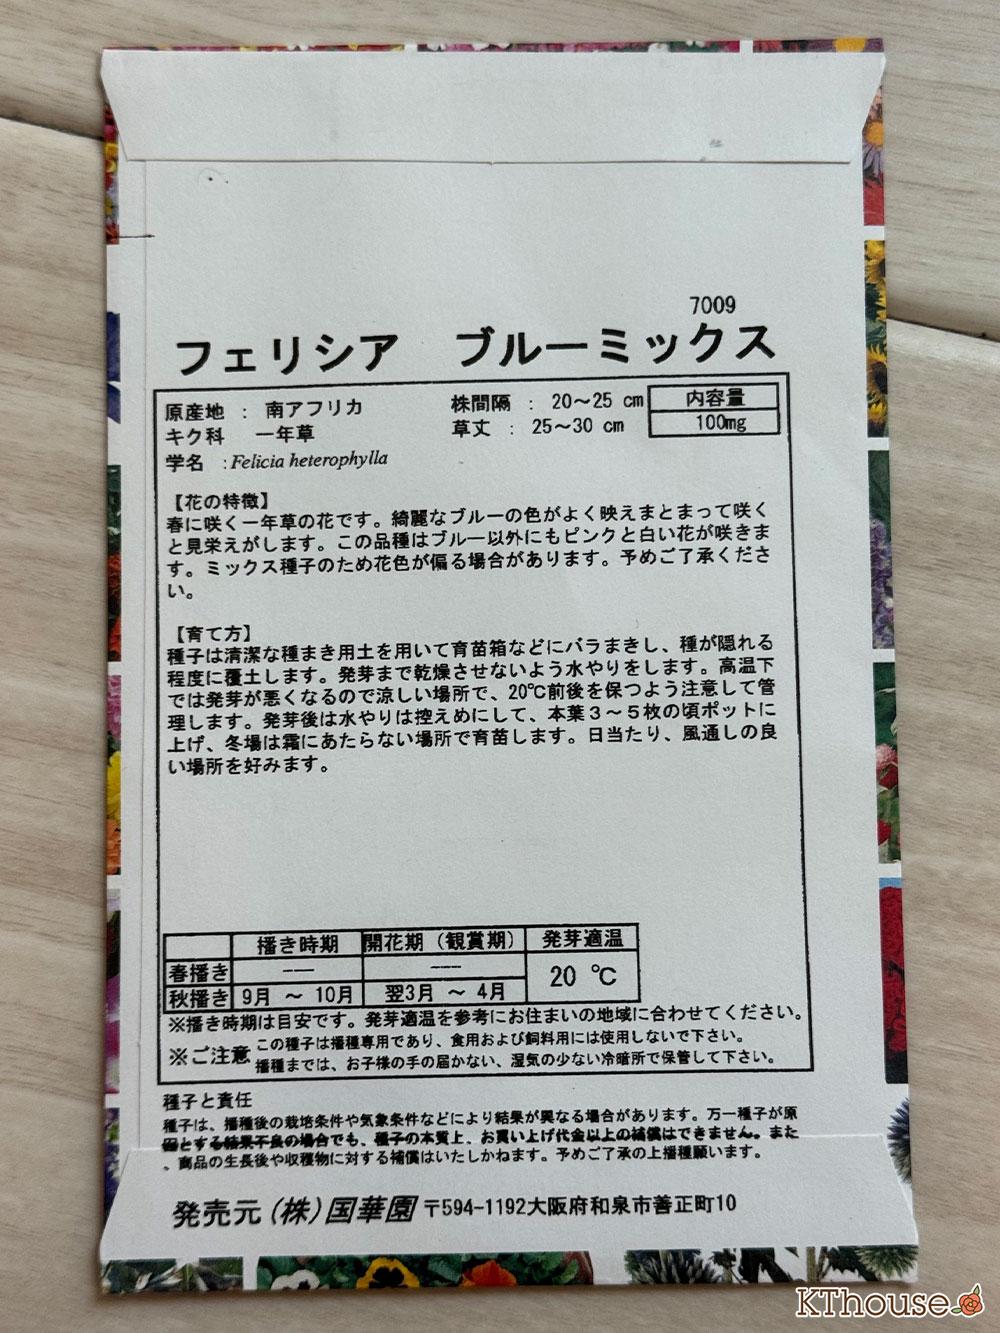 7009
フェリシア　ブルーミックス
原産地 ： 南アフリカ　株間隔 ： 20～25 cm　内容量
キク科　一年草　草丈 ： 25～30 cm　100mg
学名 ：Felicia heterophylla
【花の特徴】
春に咲く一年草の花です。綺麗なブルーの色がよく映えまとまって咲く
と見栄えがします。この品種はブルー以外にもピンクと白い花が咲きま
す。ミックス種子のため花色が偏る場合があります。予めご了承くださ
い。
【育て方】
種子は清潔な種まき用土を用いて育苗箱などにバラまきし、種が隠れる
程度に覆土します。発芽まで乾燥させないよう水やりをします。高温下
では発芽が悪くなるので涼しい場所で、20℃前後を保つよう注意して管
理します。発芽後は水やりは控えめにして、本葉３～５枚の頃ポットに
上げ、冬場は霜にあたらない場所で育苗します。日当たり、風通しの良
い場所を好みます。
播き時期　開花期（観賞期）　発芽適温
春播き　---　---　20 ℃
秋播き　9月 ～ 10月　翌3月 ～ 4月
※播き時期は目安です。発芽適温を参考にお住まいの地域に合わせてください。
※ご注意　この種子は播種専用であり、食用および飼料用には使用しないで下さい。
播種までは、お子様の手の届かない、湿気の少ない冷暗所で保管して下さい。
種子と責任
種子は、播種後の栽培条件や気象条件などにより結果が異なる場合があります。万一種子が原
因とする結果不良の場合でも、種子の本質上、お買い上げ代金以上の補償はできません。また
、商品の生長後や収穫物に対する補償はいたしかねます。予めご了承の上播種願います。
発売元（株）国華園 〒594-1192大阪府和泉市善正町10
KThouse